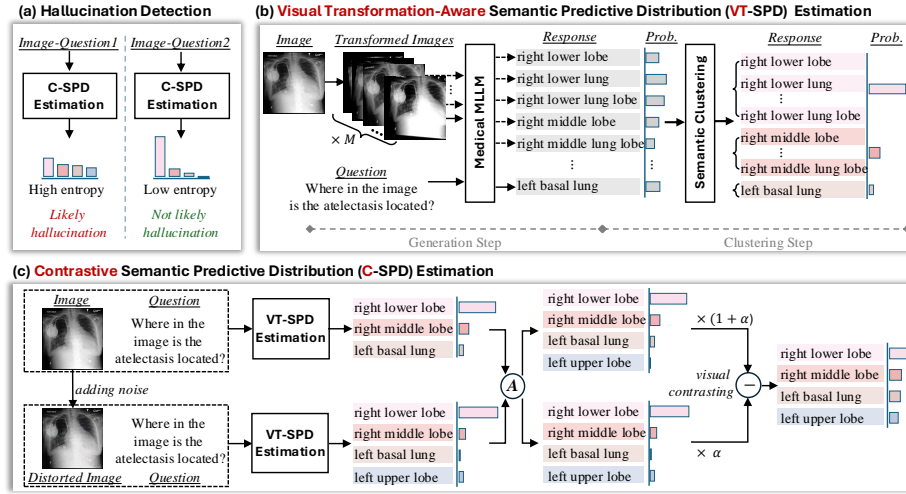 (a) Hallucination Detection
Image-Question1
Image-Question2
C-SPD
Estimation
C-SPD
Estimation
High entropy
Low entropy
Likely
hallucination
Not likely
hallucination
(b) Visual Transformation-Aware Semantic Predictive Distribution (VT-SPD) Estimation
Image
Transformed Images
× M
Question
Where in the image
is the atelectasis located?
Medical MLLM
Response
Prob.
right lower lobe
right lower lung
right lower lung lobe
right middle lobe
right middle lung lobe
⋮
⋮
left basal lung
Semantic Clustering
Response
Prob.
right lower lobe
right lower lung
⋮
right lower lung lobe
right middle lobe
⋮
right middle lung lobe
left basal lung
Generation Step
Clustering Step
(c) Contrastive Semantic Predictive Distribution (C-SPD) Estimation
Image
Question
Where in the
image is the
atelectasis located?
adding noise
Where in the
image is the
atelectasis located?
Distorted Image
Question
VT-SPD
Estimation
VT-SPD
Estimation
right lower lobe
right middle lobe
left basal lung
right lower lobe
right middle lobe
left basal lung
left upper lobe
A
right lower lobe
right middle lobe
left basal lung
left upper lobe
right lower lobe
right middle lobe
left basal lung
left upper lobe
× (1 + α)
visual
contrasting
−
× α
right lower lobe
right middle lobe
left basal lung
left upper lobe